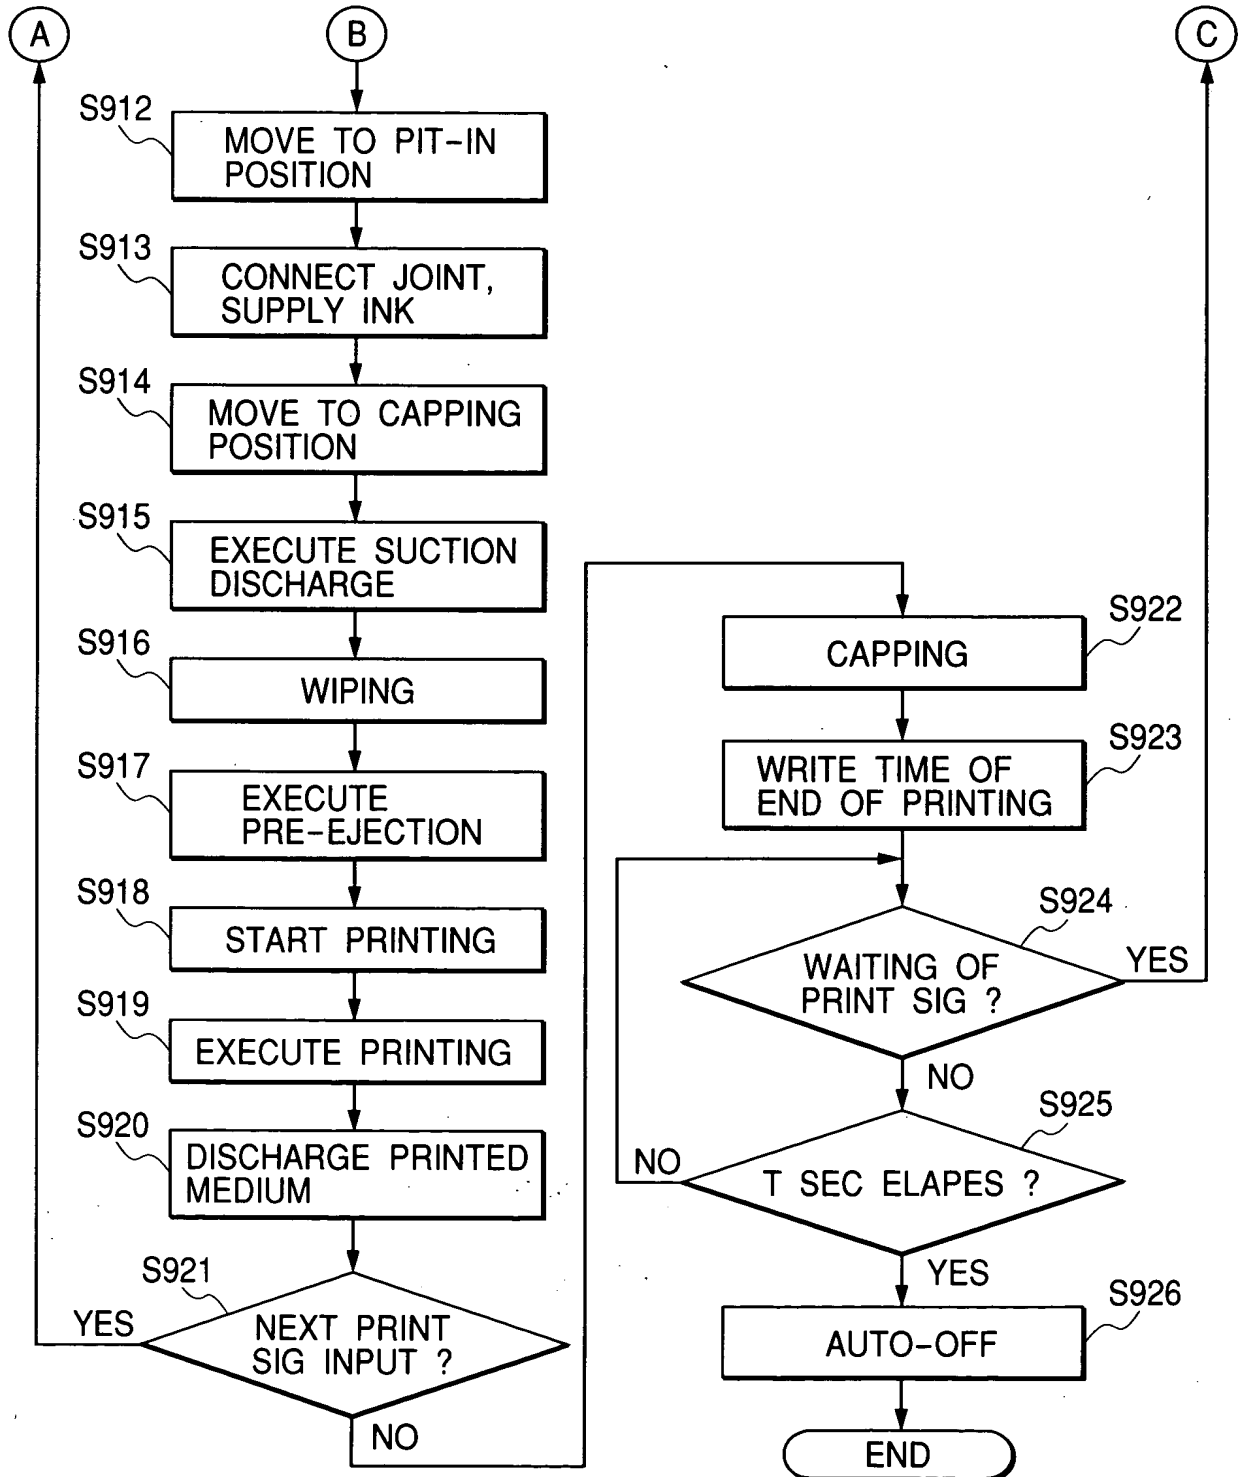 A
B
C
S912
MOVE TO PIT-IN
POSITION
S913
CONNECT JOINT,
SUPPLY INK
S914
MOVE TO CAPPING
POSITION
S915
EXECUTE SUCTION
DISCHARGE
S916
WIPING
S917
EXECUTE
PRE-EJECTION
S918
START PRINTING
S919
EXECUTE PRINTING
S920
DISCHARGE PRINTED
MEDIUM
S921
YES
NEXT PRINT
SIG INPUT ?
NO
S922
CAPPING
S923
WRITE TIME OF
END OF PRINTING
S924
WAITING OF
PRINT SIG ?
YES
NO
S925
NO
T SEC ELAPES ?
YES
S926
AUTO-OFF
END